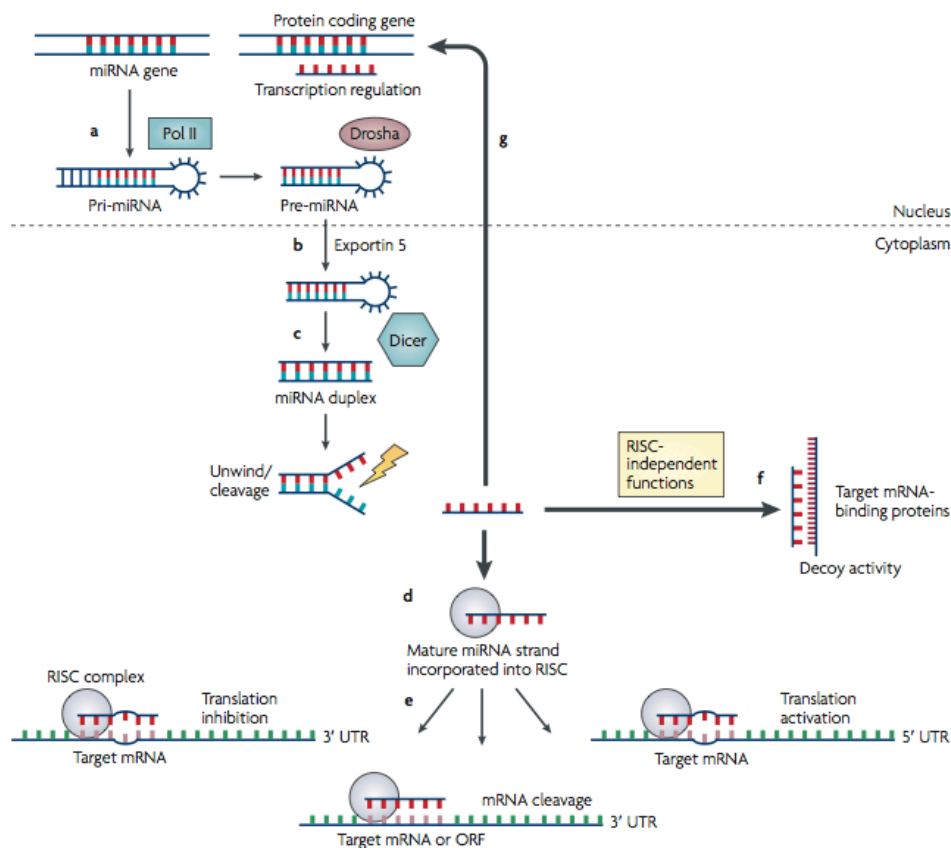 Protein coding gene
miRNA gene
Transcription regulation
a
Pol II
Drosha
g
Pri-miRNA
Pre-miRNA
Nucleus
Cytoplasm
b
Exportin 5
c
Dicer
miRNA duplex
Unwind/
cleavage
RISC-
independent
functions
f
Target mRNA-
binding proteins
Decoy activity
d
Mature miRNA strand
incorporated into RISC
e
RISC complex
Translation
inhibition
3′ UTR
Target mRNA
Translation
activation
5′ UTR
Target mRNA
mRNA cleavage
3′ UTR
Target mRNA or ORF